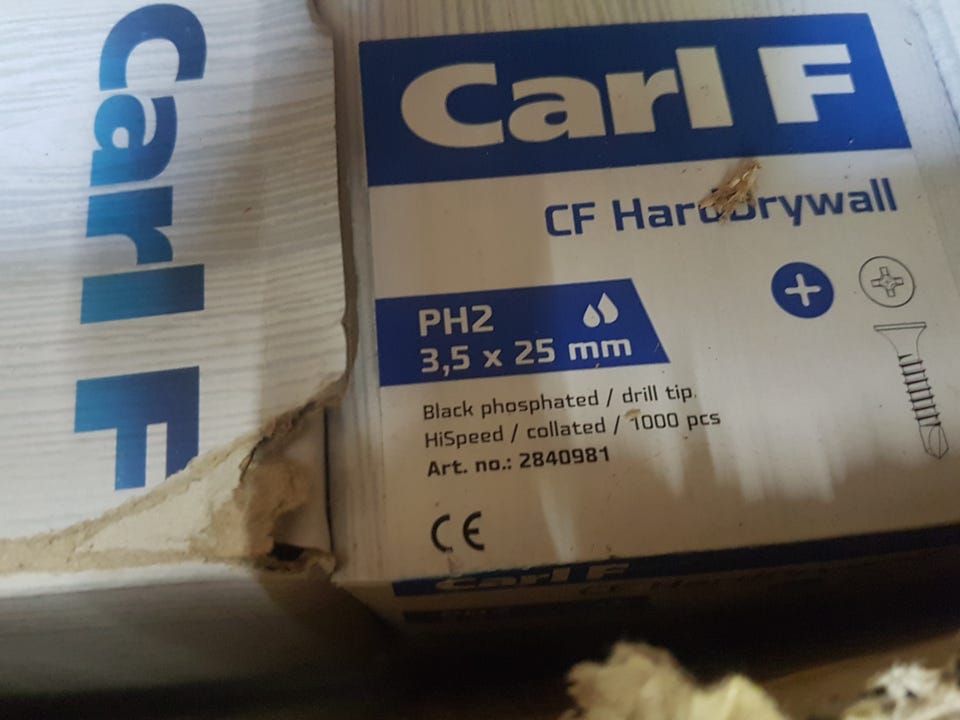 Carl F
Carl F
CF HardDrywall
PH2
3,5 x 25 mm
Black phosphated / drill tip.
HiSpeed / collated / 1000 pcs
Art. no.: 2840981
CE
Carl F